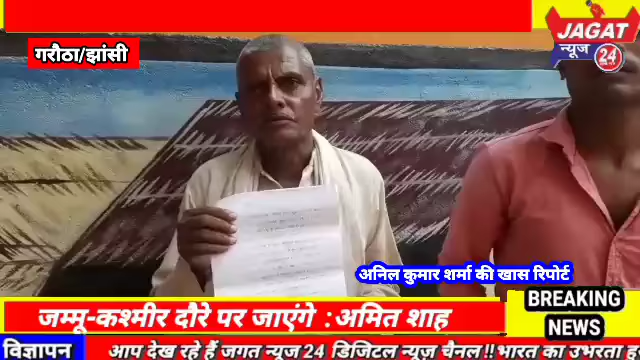 JAGAT
न्यूज
24
गरौठा/झांसी
अनिल कुमार शर्मा की खास रिपोर्ट
जम्मू-कश्मीर दौरे पर जाएंगे :अमित शाह
BREAKING
NEWS
विज्ञापन
आप देख रहे हैं जगत न्यूज 24 डिजिटल न्यूज चैनल!! भारत का उभरता